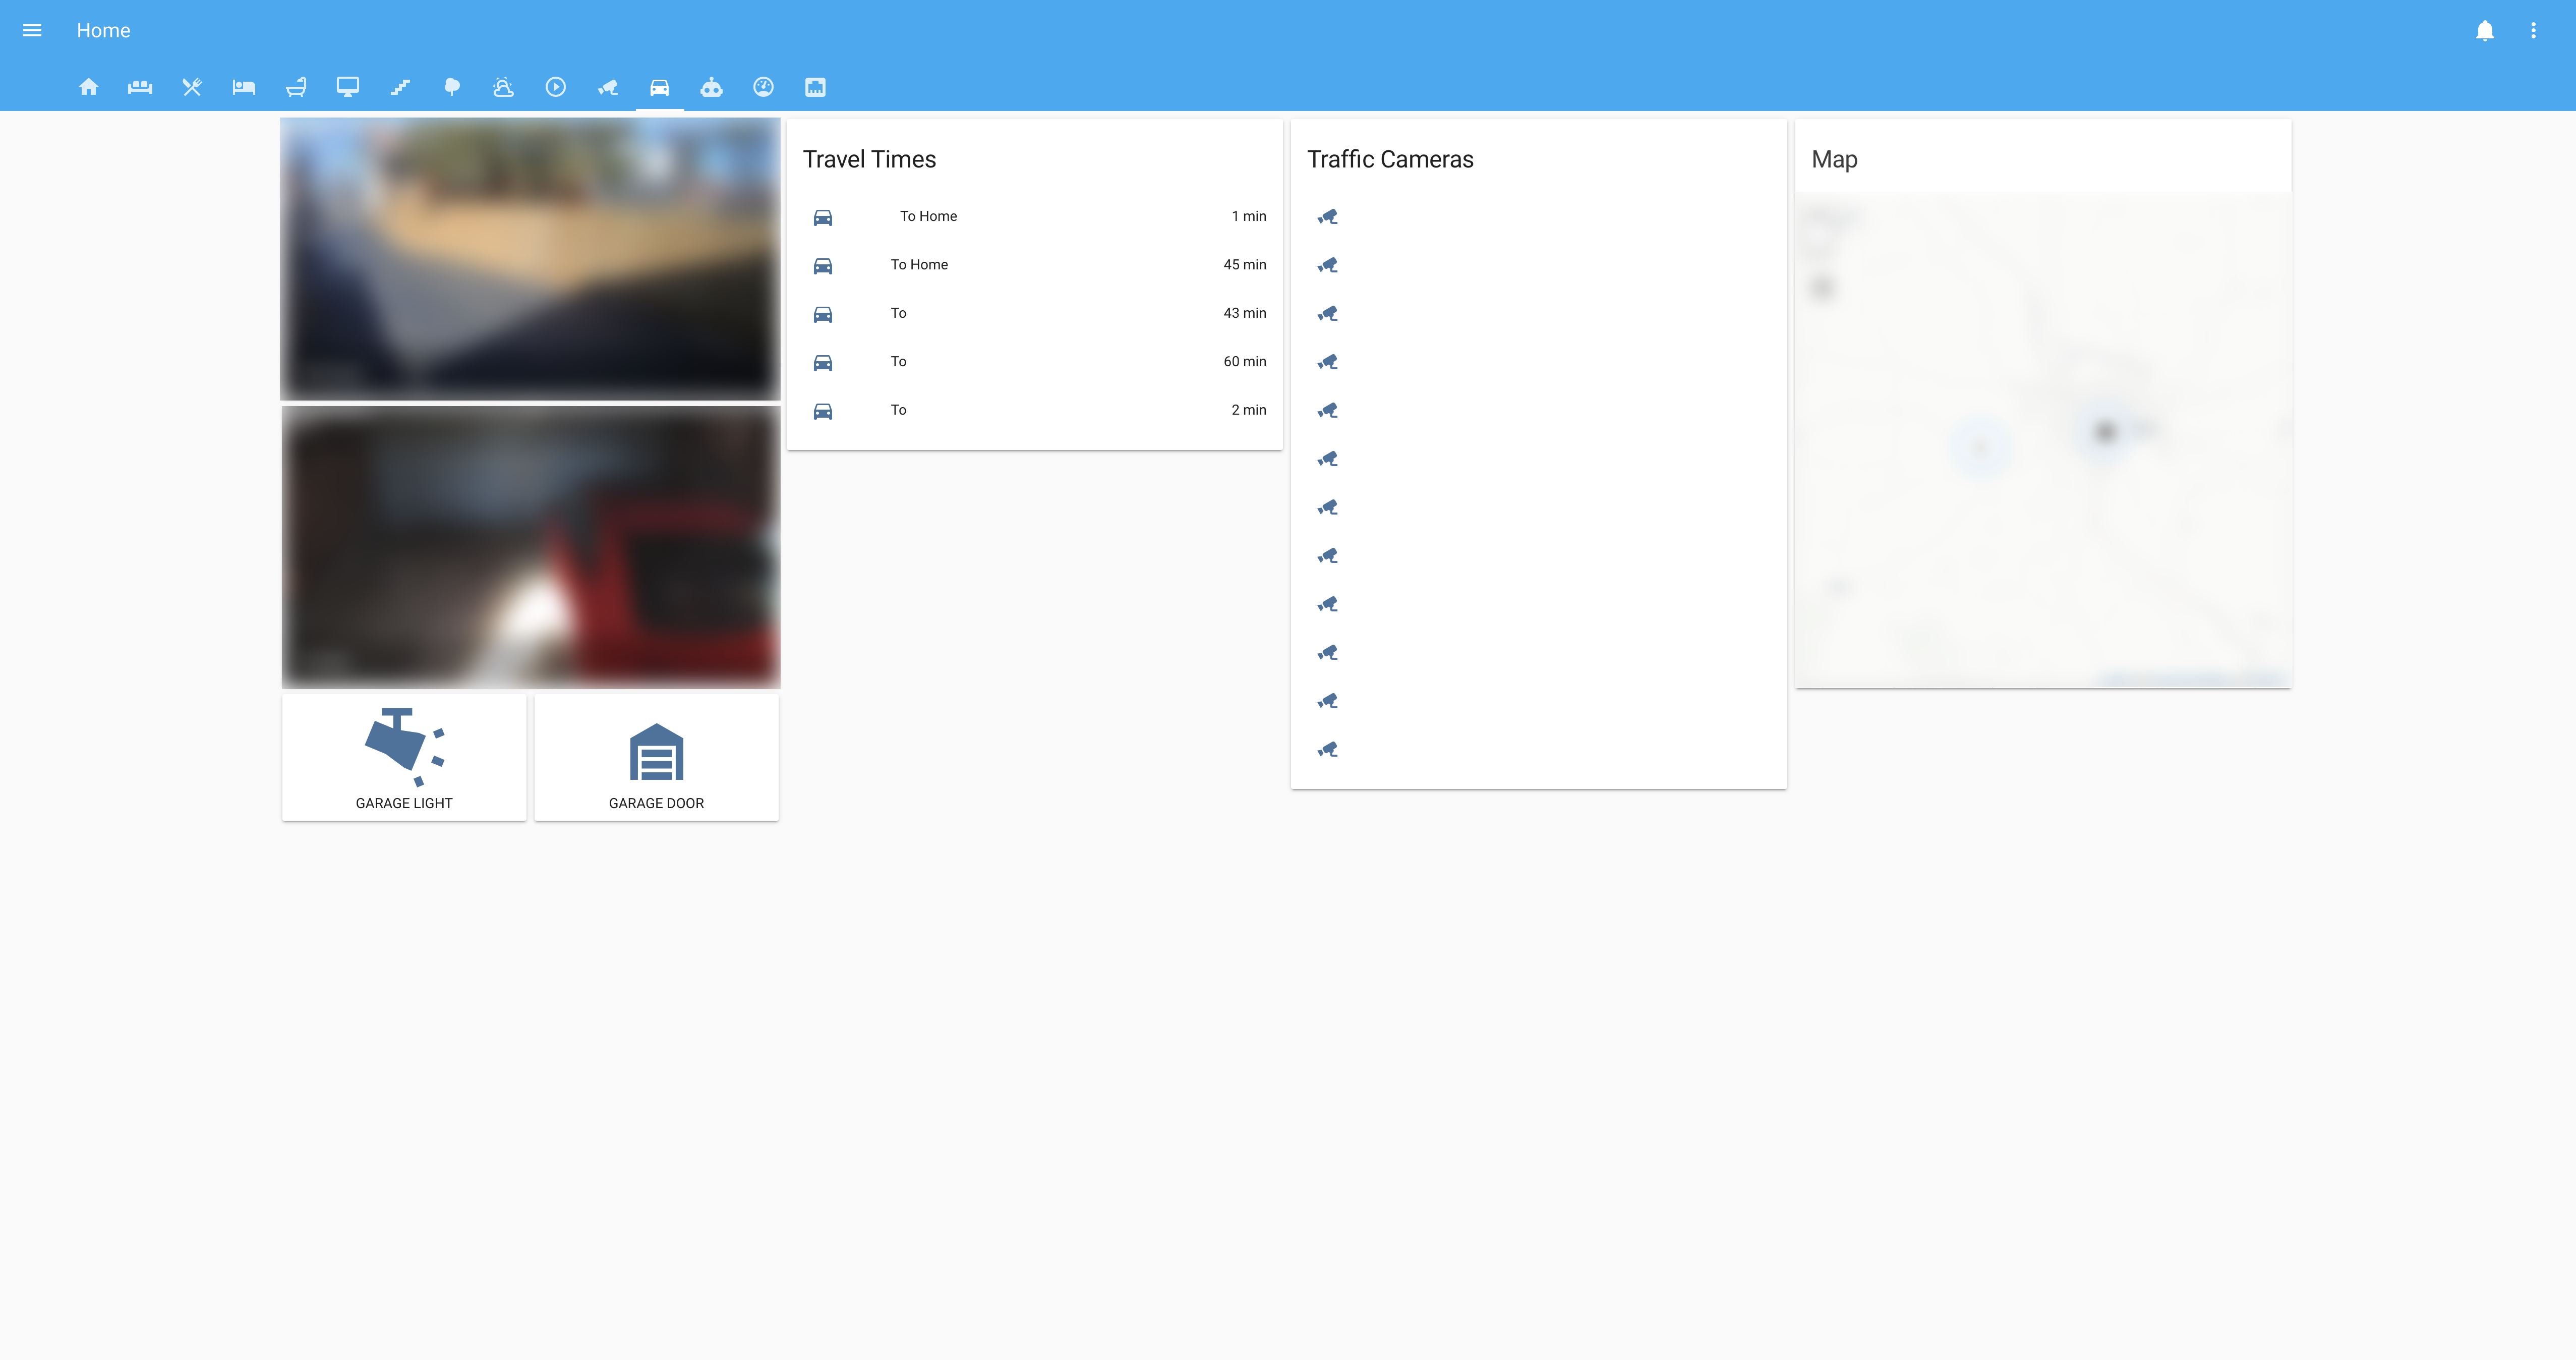 Home
Travel Times
To Home 1 min
To Home 45 min
To 43 min
To 60 min
To 2 min
Traffic Cameras
Map
GARAGE LIGHT
GARAGE DOOR